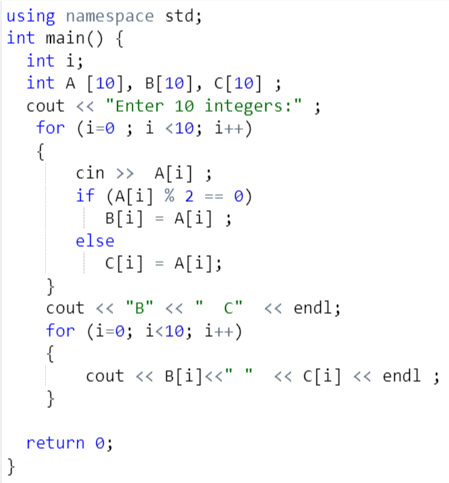 using namespace std;
int main() {
int i;
int A [10], B[10], C[10] ;
cout << "Enter 10 integers:" ;
for (i=0 ; i <10; i++)
{
cin >>  A[i] ;
if (A[i] % 2 == 0)
B[i] = A[i] ;
else
C[i] = A[i];
}
cout << "B" << "  C"  << endl;
for (i=0; i<10; i++)
{
cout << B[i]<<" "  << C[i] << endl ;
}
return 0;
}